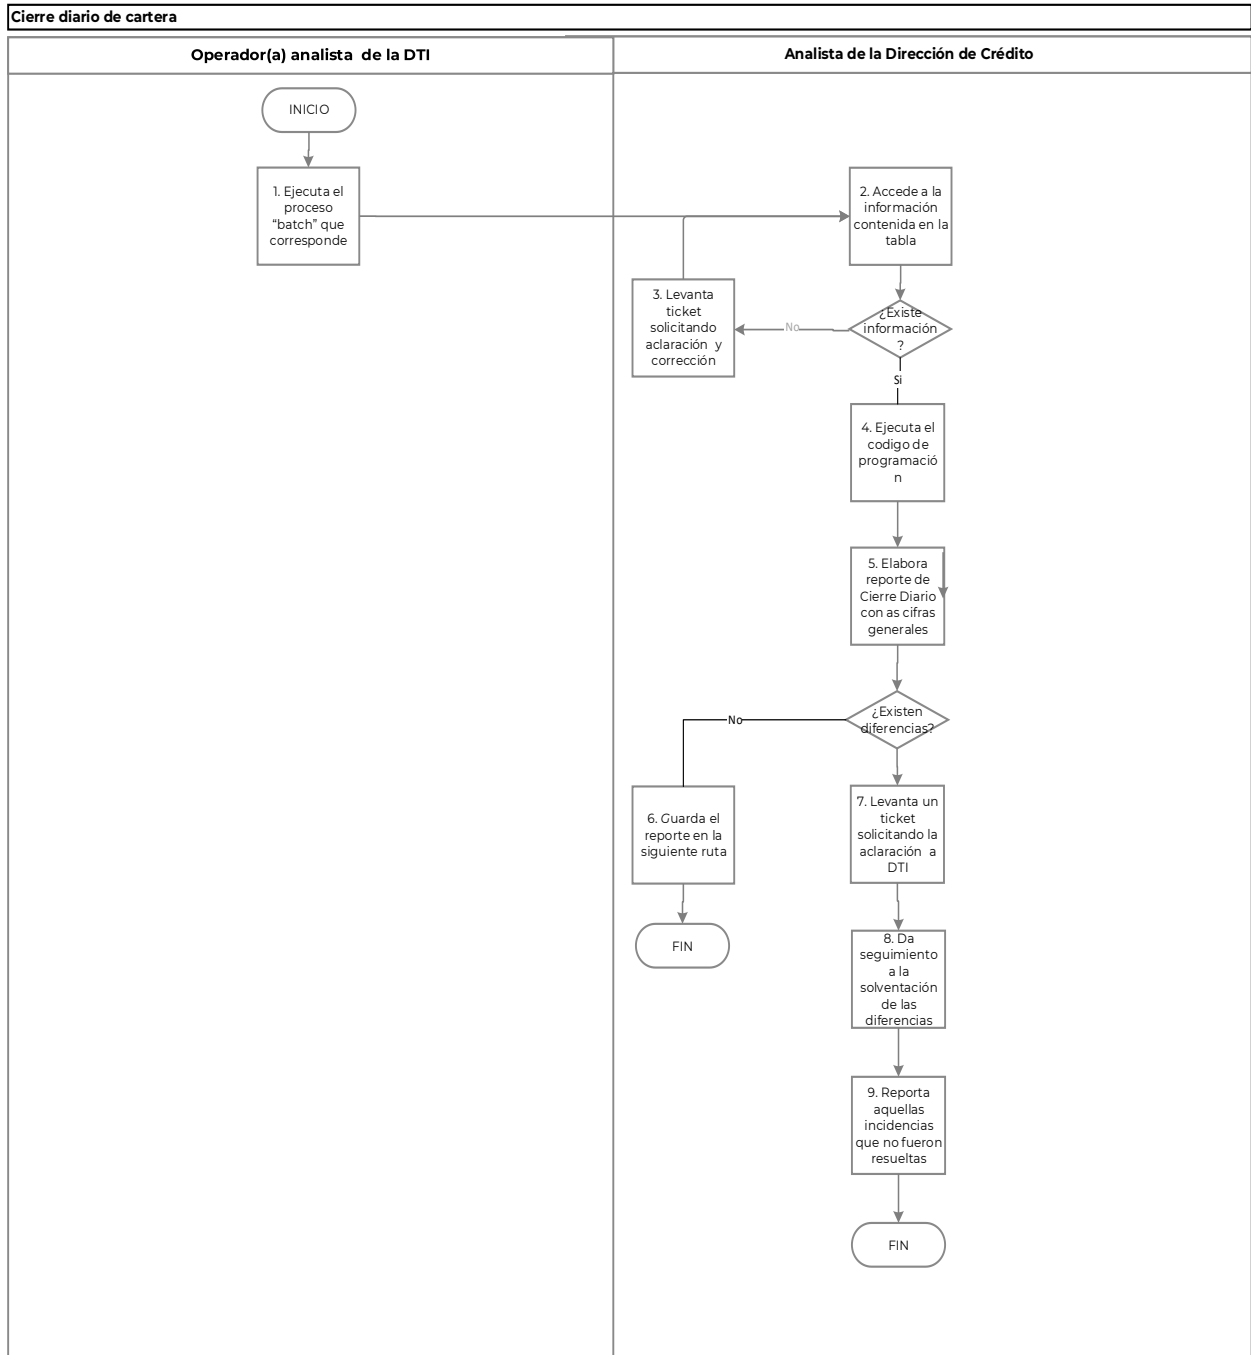 Cierre diario de cartera
Operador(a) analista  de la DTI
Analista de la Dirección de Crédito
INICIO
1. Ejecuta el
proceso
“batch” que
corresponde
2. Accede a la
información
contenida en la
tabla
3. Levanta
ticket
solicitando
aclaración  y
corrección
No
¿Existe
información
?
Si
4. Ejecuta el
codigo de
programació
n
5. Elabora
reporte de
Cierre Diario
con as cifras
generales
¿Existen
diferencias?
No
6. Guarda el
reporte en la
siguiente ruta
FIN
7. Levanta un
ticket
solicitando la
aclaración  a
DTI
8. Da
seguimiento
a la
solventación
de las
diferencias
9. Reporta
aquellas
incidencias
que no fueron
resueltas
FIN